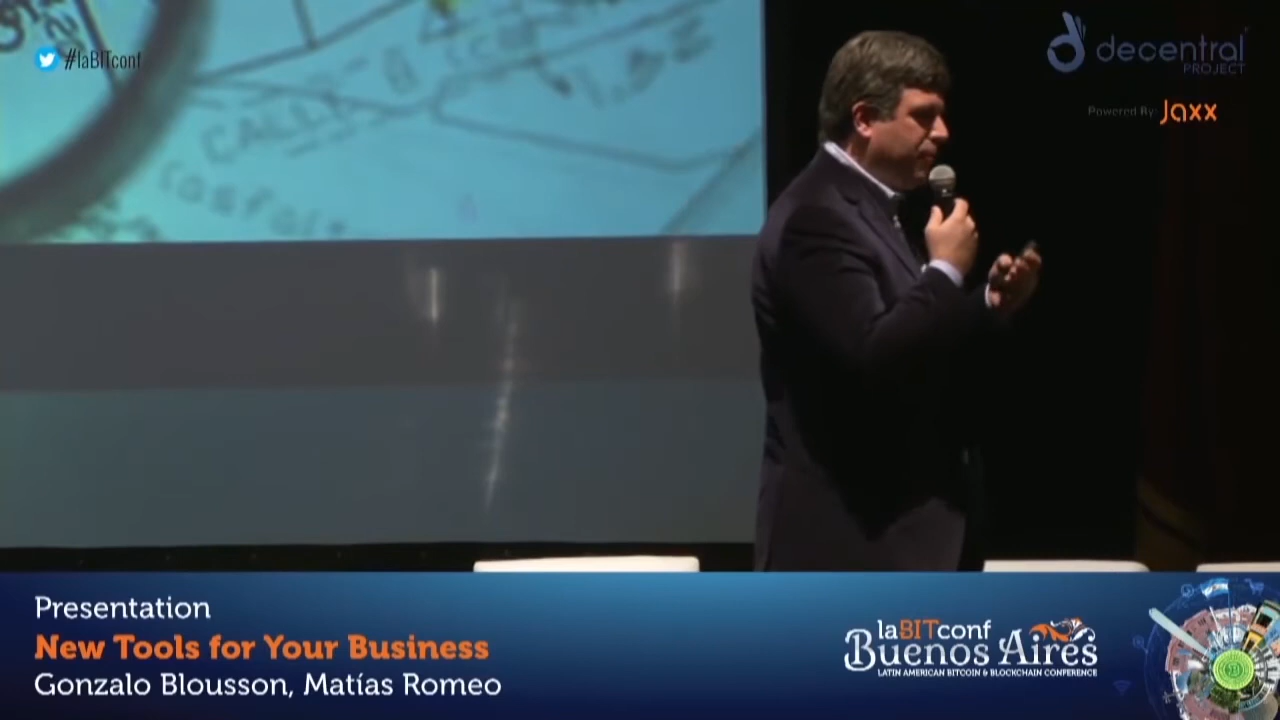 #laBITconf
decentral
PROJECT
Powered By: Jaxx
Presentation
New Tools for Your Business
Gonzalo Blousson, Matías Romeo
laBITconf
Buenos Aires
LATIN AMERICAN BITCOIN & BLOCKCHAIN CONFERENCE